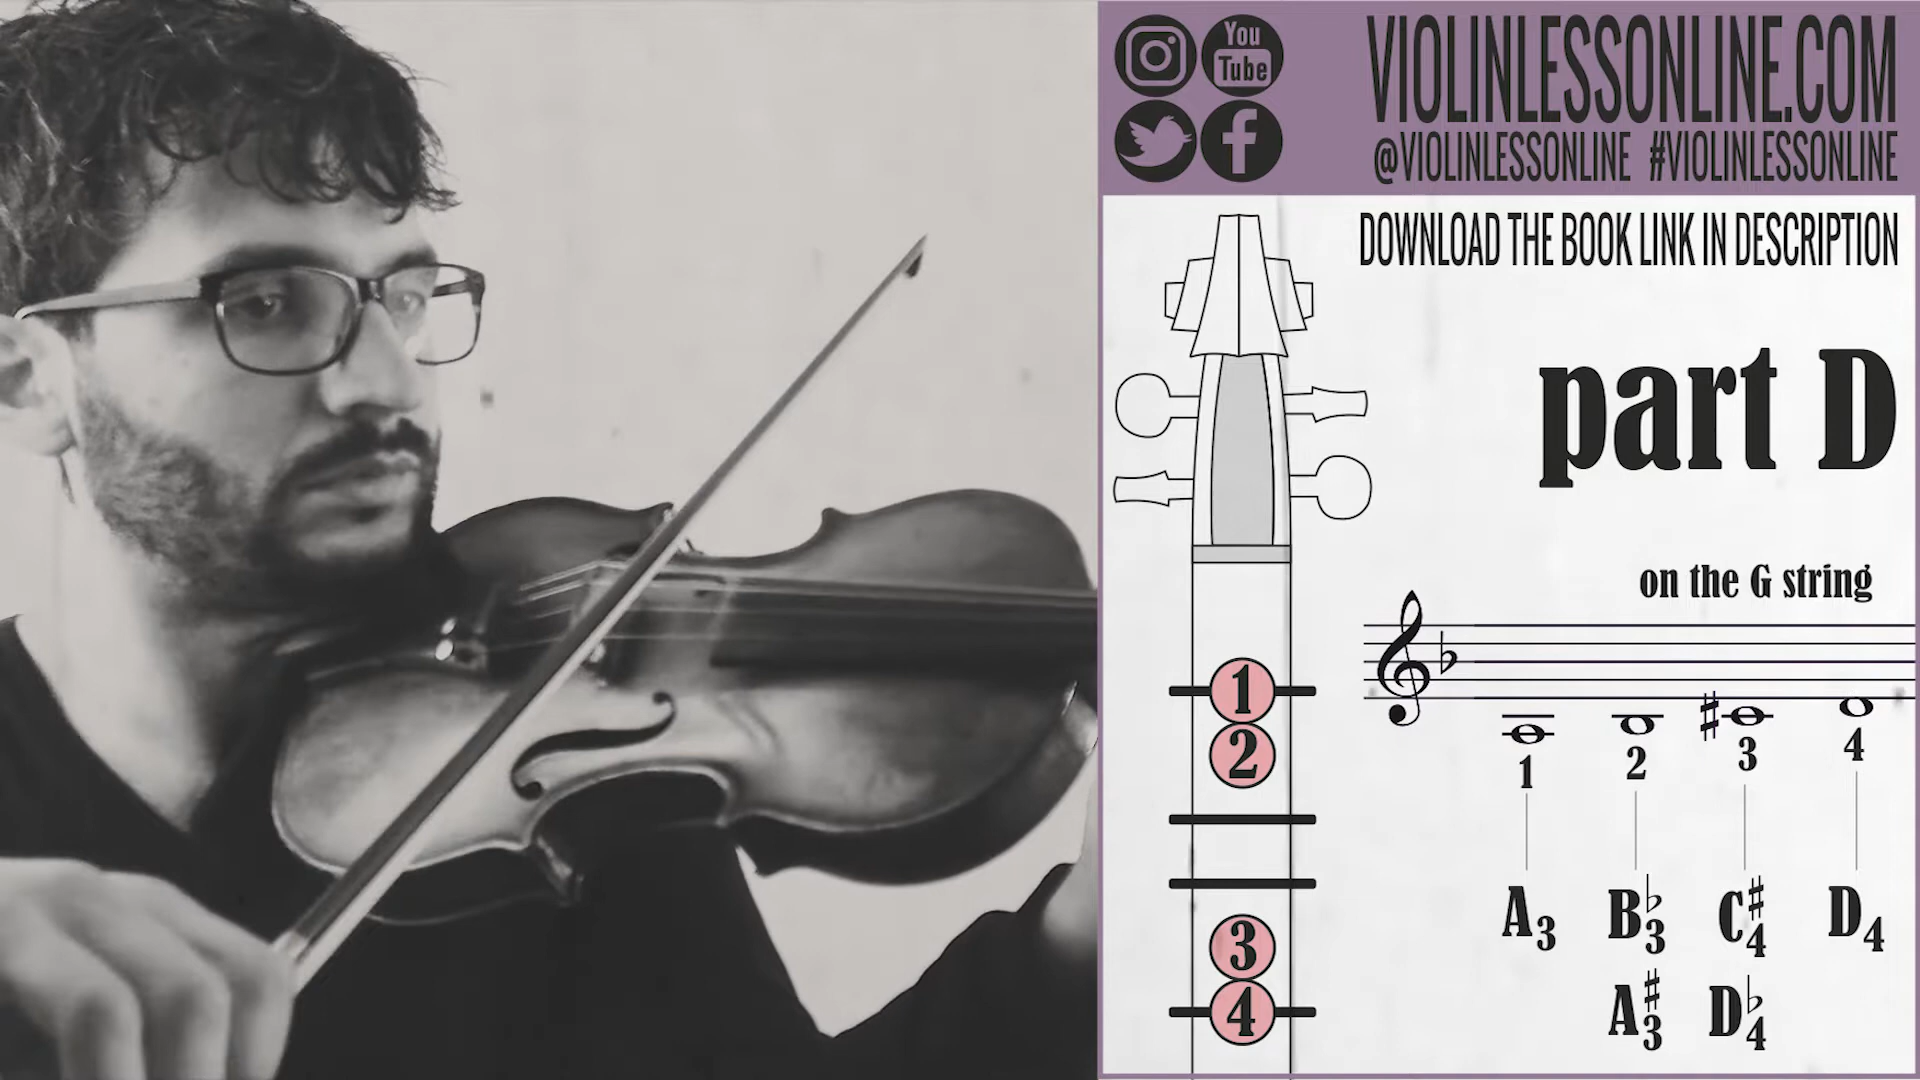 You
Tube
VIOLINLESSONLINE.COM
@VIOLINLESSONLINE #VIOLINLESSONLINE
DOWNLOAD THE BOOK LINK IN DESCRIPTION
part D
on the G string
1 2 3 4
1
2
3
4
A3 B♭3 C♯4 D4
A♯3 D♭4